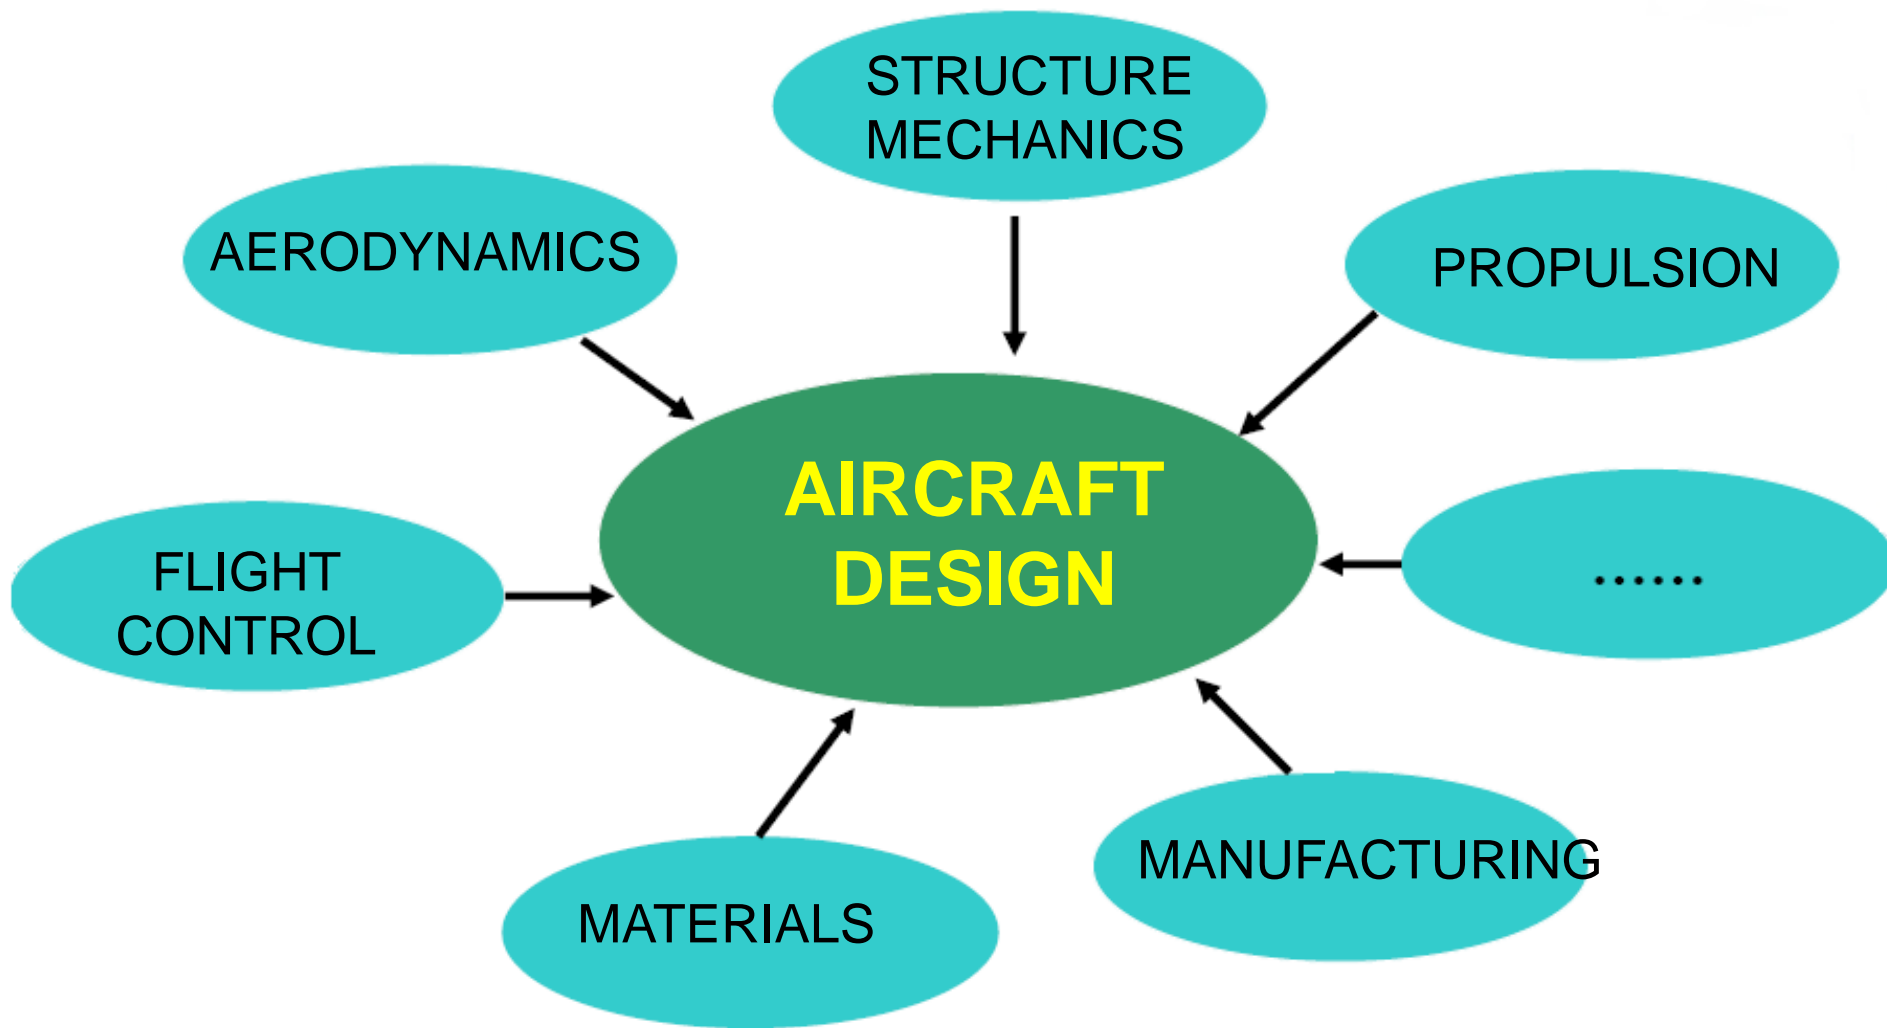 STRUCTURE
MECHANICS
AERODYNAMICS
PROPULSION
AIRCRAFT
DESIGN
FLIGHT
CONTROL
......
MANUFACTURING
MATERIALS